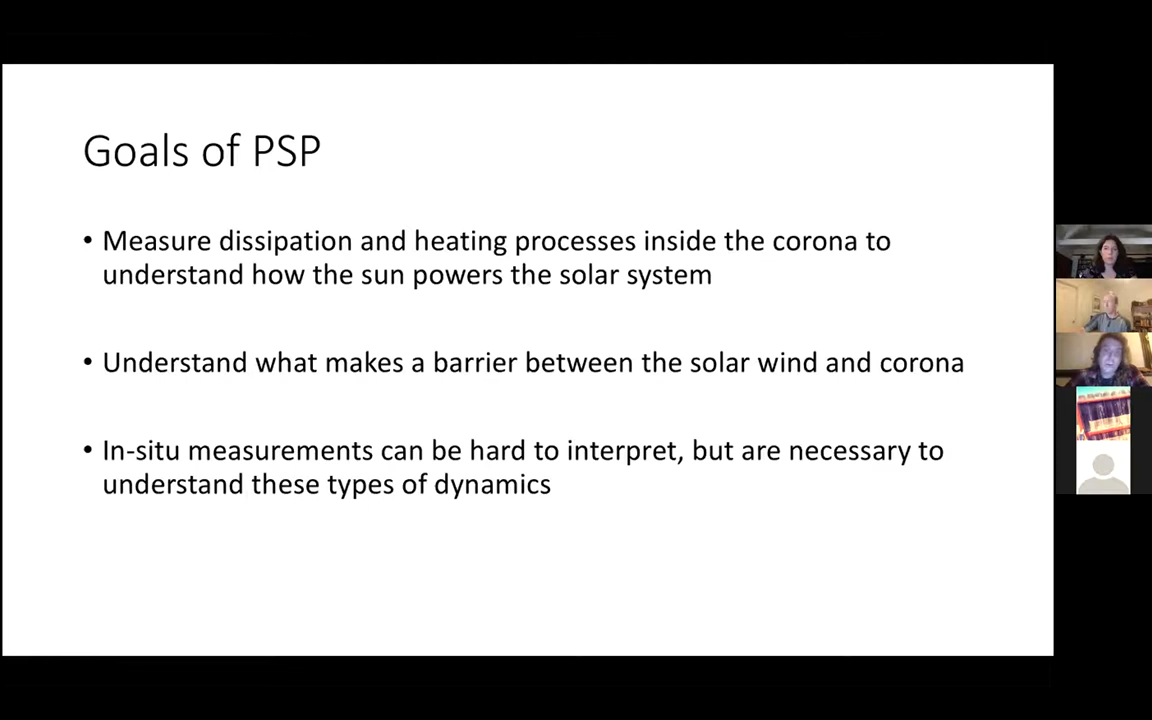 Goals of PSP
• Measure dissipation and heating processes inside the corona to
understand how the sun powers the solar system
• Understand what makes a barrier between the solar wind and corona
• In-situ measurements can be hard to interpret, but are necessary to
understand these types of dynamics